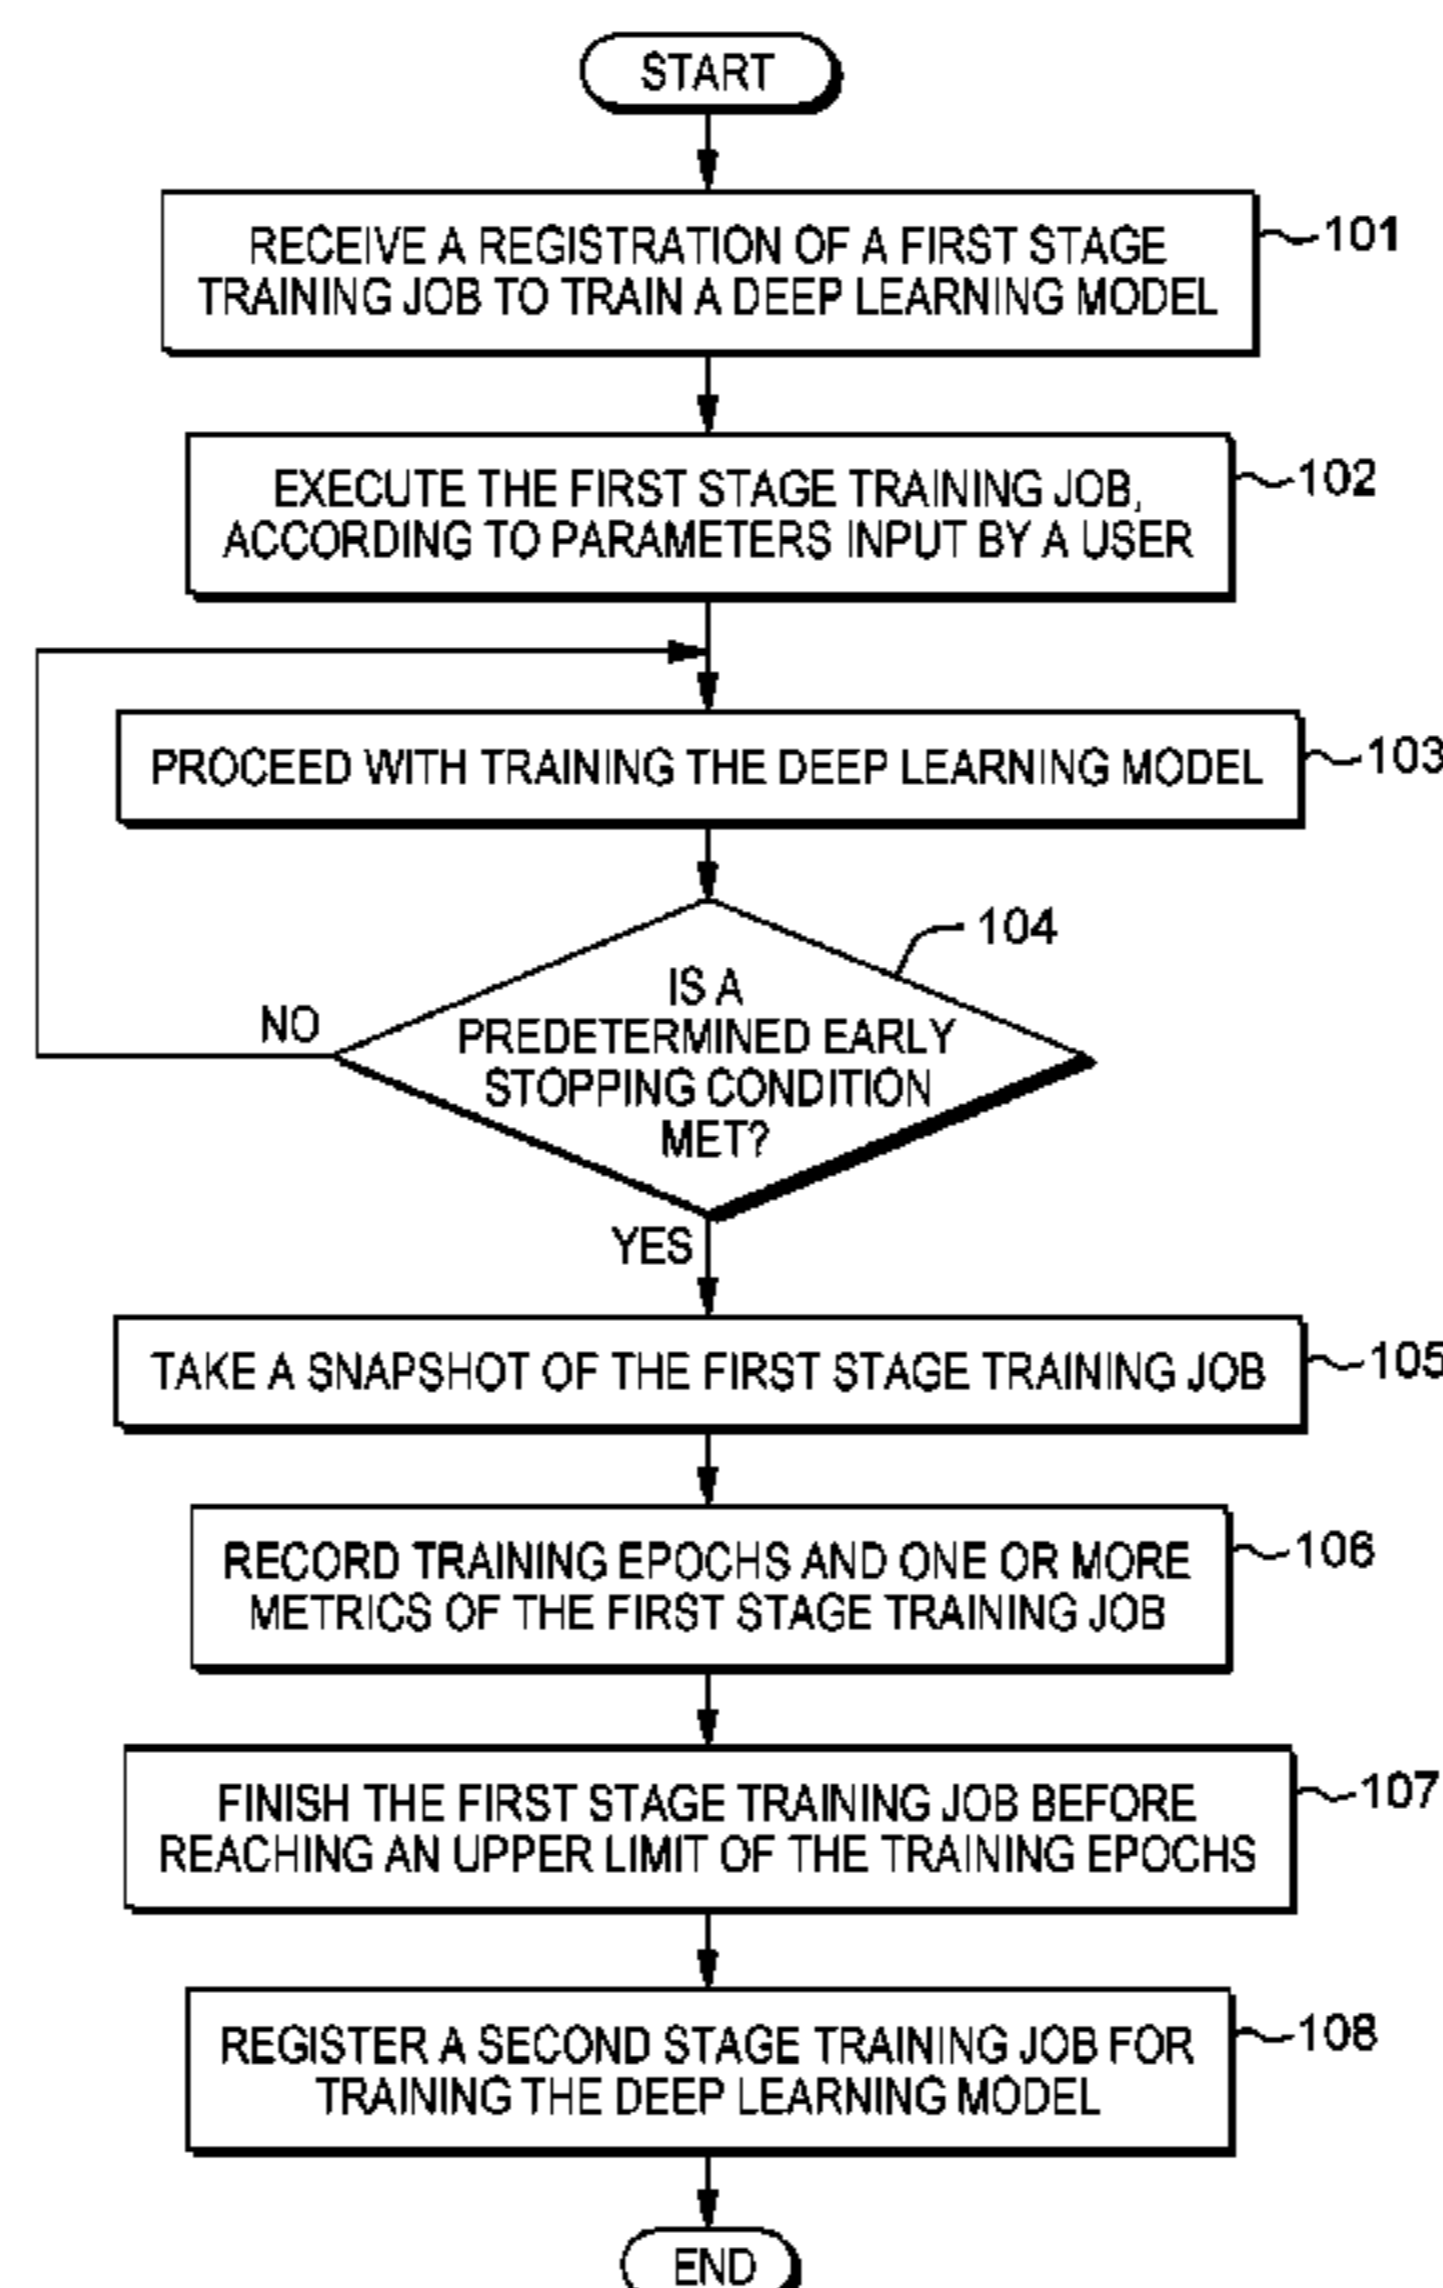 START
RECEIVE A REGISTRATION OF A FIRST STAGE
TRAINING JOB TO TRAIN A DEEP LEARNING MODEL
101
EXECUTE THE FIRST STAGE TRAINING JOB,
ACCORDING TO PARAMETERS INPUT BY A USER
102
PROCEED WITH TRAINING THE DEEP LEARNING MODEL
103
104
IS A
PREDETERMINED EARLY
STOPPING CONDITION
MET?
NO
YES
TAKE A SNAPSHOT OF THE FIRST STAGE TRAINING JOB
105
RECORD TRAINING EPOCHS AND ONE OR MORE
METRICS OF THE FIRST STAGE TRAINING JOB
106
FINISH THE FIRST STAGE TRAINING JOB BEFORE
REACHING AN UPPER LIMIT OF THE TRAINING EPOCHS
107
REGISTER A SECOND STAGE TRAINING JOB FOR
TRAINING THE DEEP LEARNING MODEL
108
END